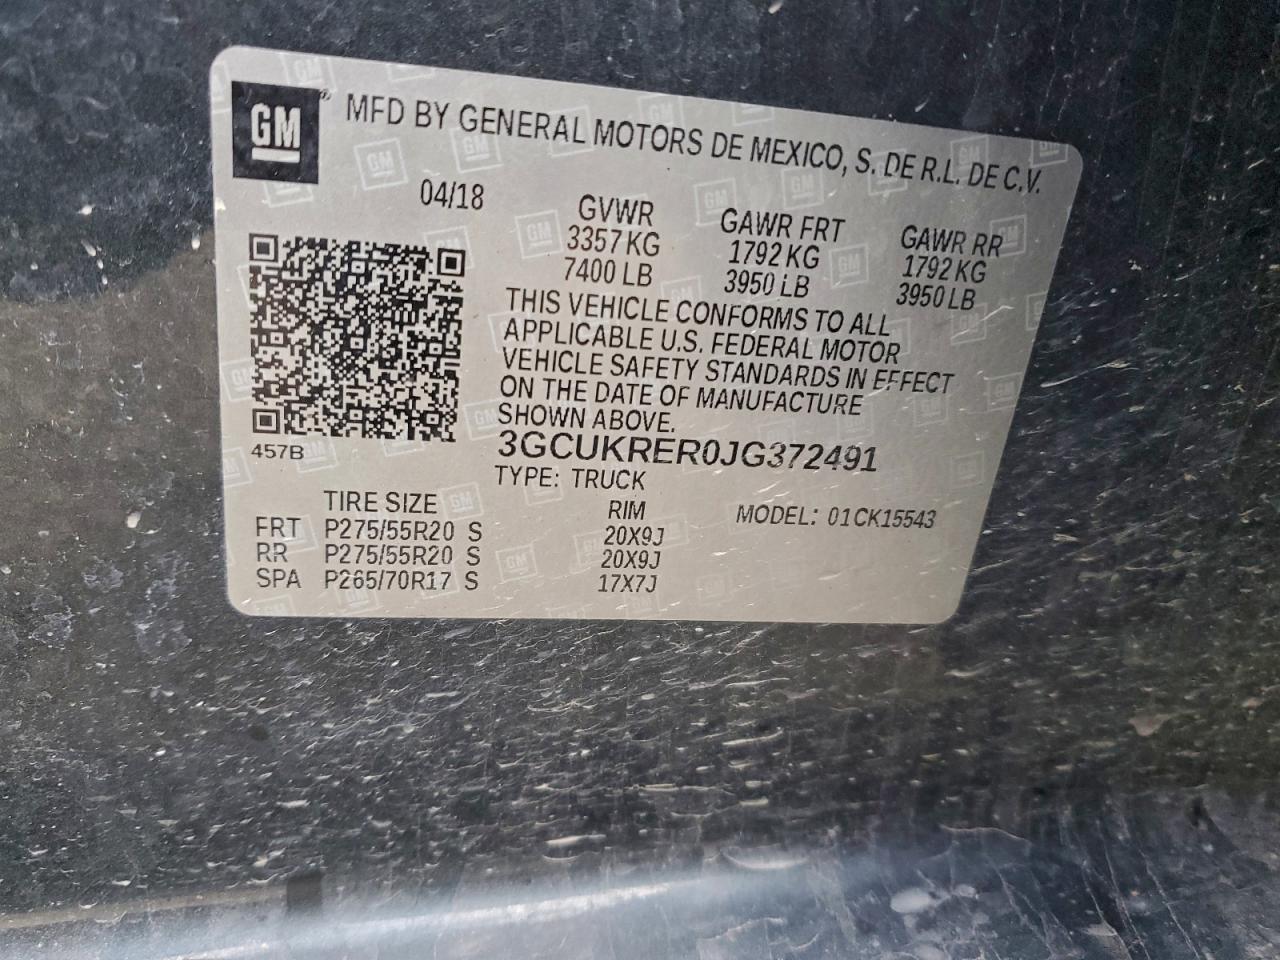 GM ® MFD BY GENERAL MOTORS DE MEXICO, S. DE R.L. DE C.V.
04/18
GVWR GAWR FRT GAWR RR
3357 KG 1792 KG 1792 KG
7400 LB 3950 LB 3950 LB
THIS VEHICLE CONFORMS TO ALL
APPLICABLE U.S. FEDERAL MOTOR
VEHICLE SAFETY STANDARDS IN EFFECT
ON THE DATE OF MANUFACTURE
SHOWN ABOVE.
457B
3GCUKRER0JG372491
TYPE: TRUCK
TIRE SIZE RIM MODEL: 01CK15543
FRT P275/55R20 S 20X9J
RR P275/55R20 S 20X9J
SPA P265/70R17 S 17X7J